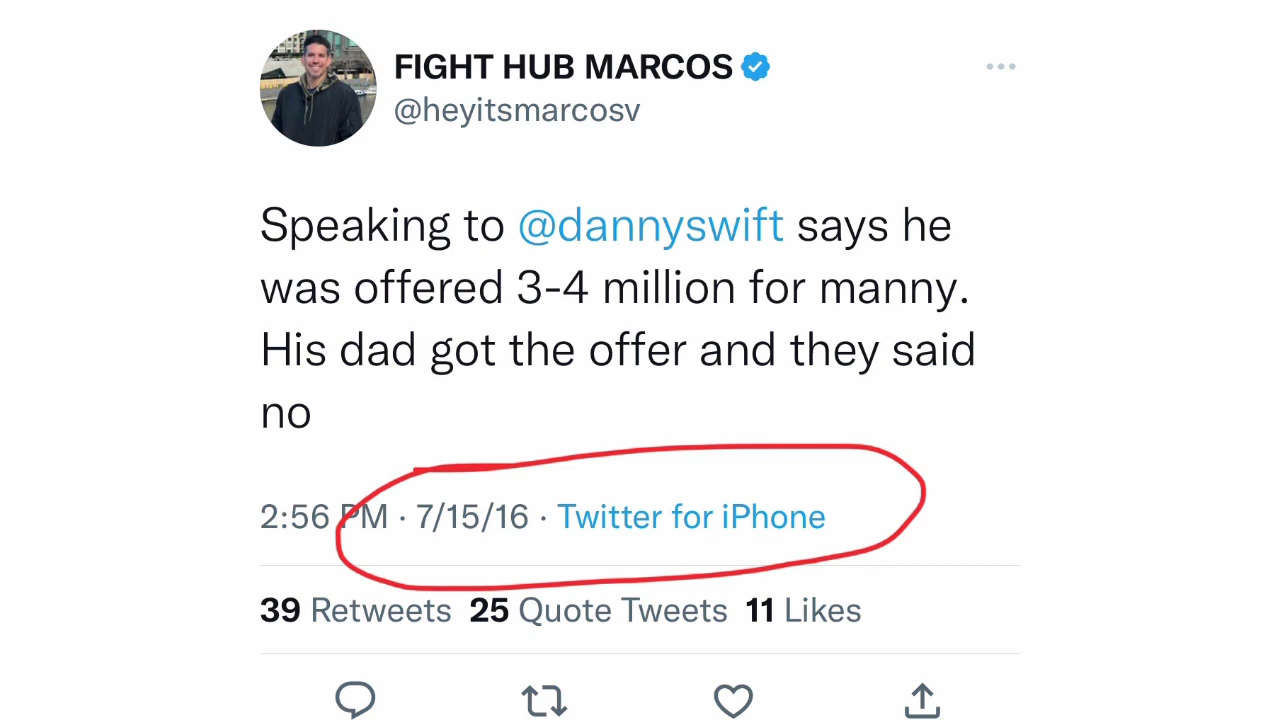 FIGHT HUB MARCOS
@heyitsmarcosv
Speaking to @dannyswift says he
was offered 3-4 million for manny.
His dad got the offer and they said
no
2:56 PM · 7/15/16 · Twitter for iPhone
39 Retweets 25 Quote Tweets 11 Likes